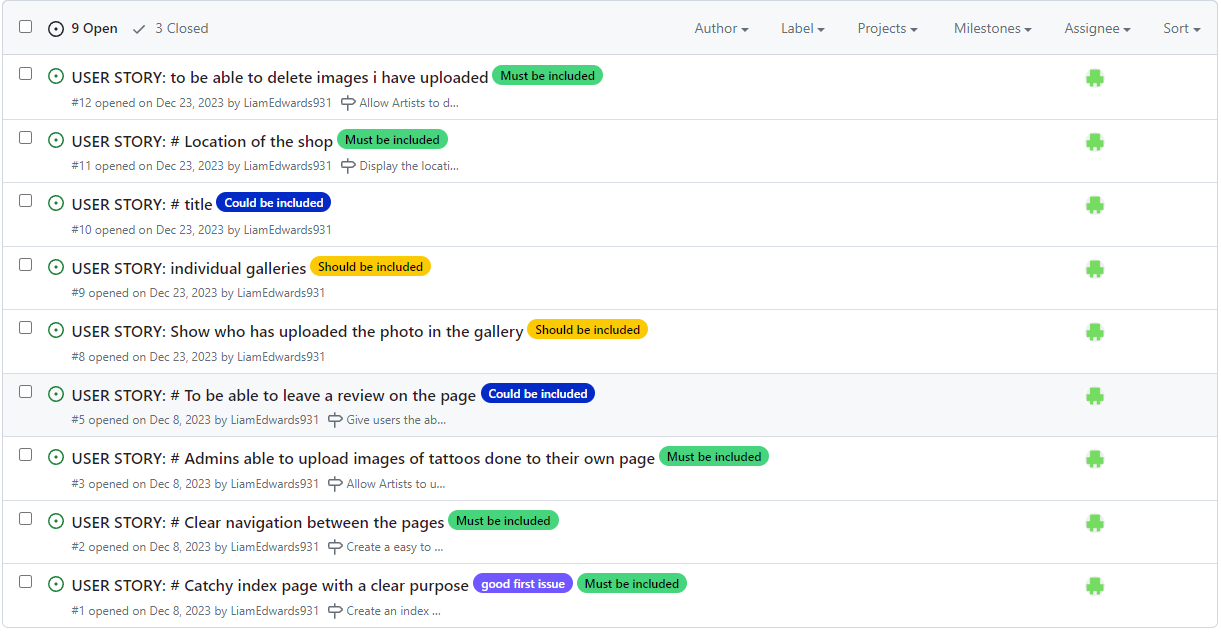 9 Open 3 Closed Author Label Projects Milestones Assignee Sort
USER STORY: to be able to delete images i have uploaded Must be included
#12 opened on Dec 23, 2023 by LiamEdwards931 Allow Artists to d...
USER STORY: # Location of the shop Must be included
#11 opened on Dec 23, 2023 by LiamEdwards931 Display the locati...
USER STORY: # title Could be included
#10 opened on Dec 23, 2023 by LiamEdwards931
USER STORY: individual galleries Should be included
#9 opened on Dec 23, 2023 by LiamEdwards931
USER STORY: Show who has uploaded the photo in the gallery Should be included
#8 opened on Dec 23, 2023 by LiamEdwards931
USER STORY: # To be able to leave a review on the page Could be included
#5 opened on Dec 8, 2023 by LiamEdwards931 Give users the ab...
USER STORY: # Admins able to upload images of tattoos done to their own page Must be included
#3 opened on Dec 8, 2023 by LiamEdwards931 Allow Artists to u...
USER STORY: # Clear navigation between the pages Must be included
#2 opened on Dec 8, 2023 by LiamEdwards931 Create a easy to ...
USER STORY: # Catchy index page with a clear purpose good first issue Must be included
#1 opened on Dec 8, 2023 by LiamEdwards931 Create an index ...